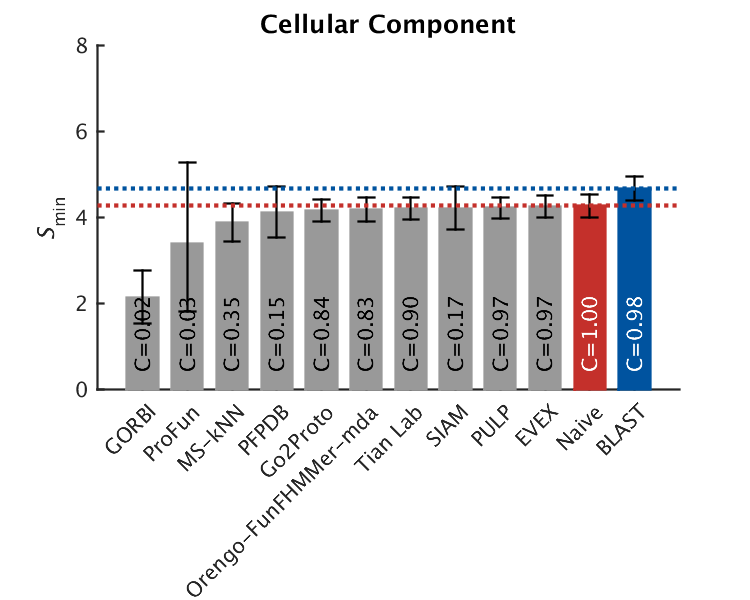 Cellular Component
8
6
4
2
0
Smin
C=0.02
C=0.03
C=0.35
C=0.15
C=0.84
C=0.83
C=0.90
C=0.17
C=0.97
C=0.97
C=1.00
C=0.98
GORBI
ProFun
MS-kNN
PFPDB
Go2Proto
Orengo-FunFHMMer-mda
Tian Lab
SIAM
PULP
EVEX
Naive
BLAST